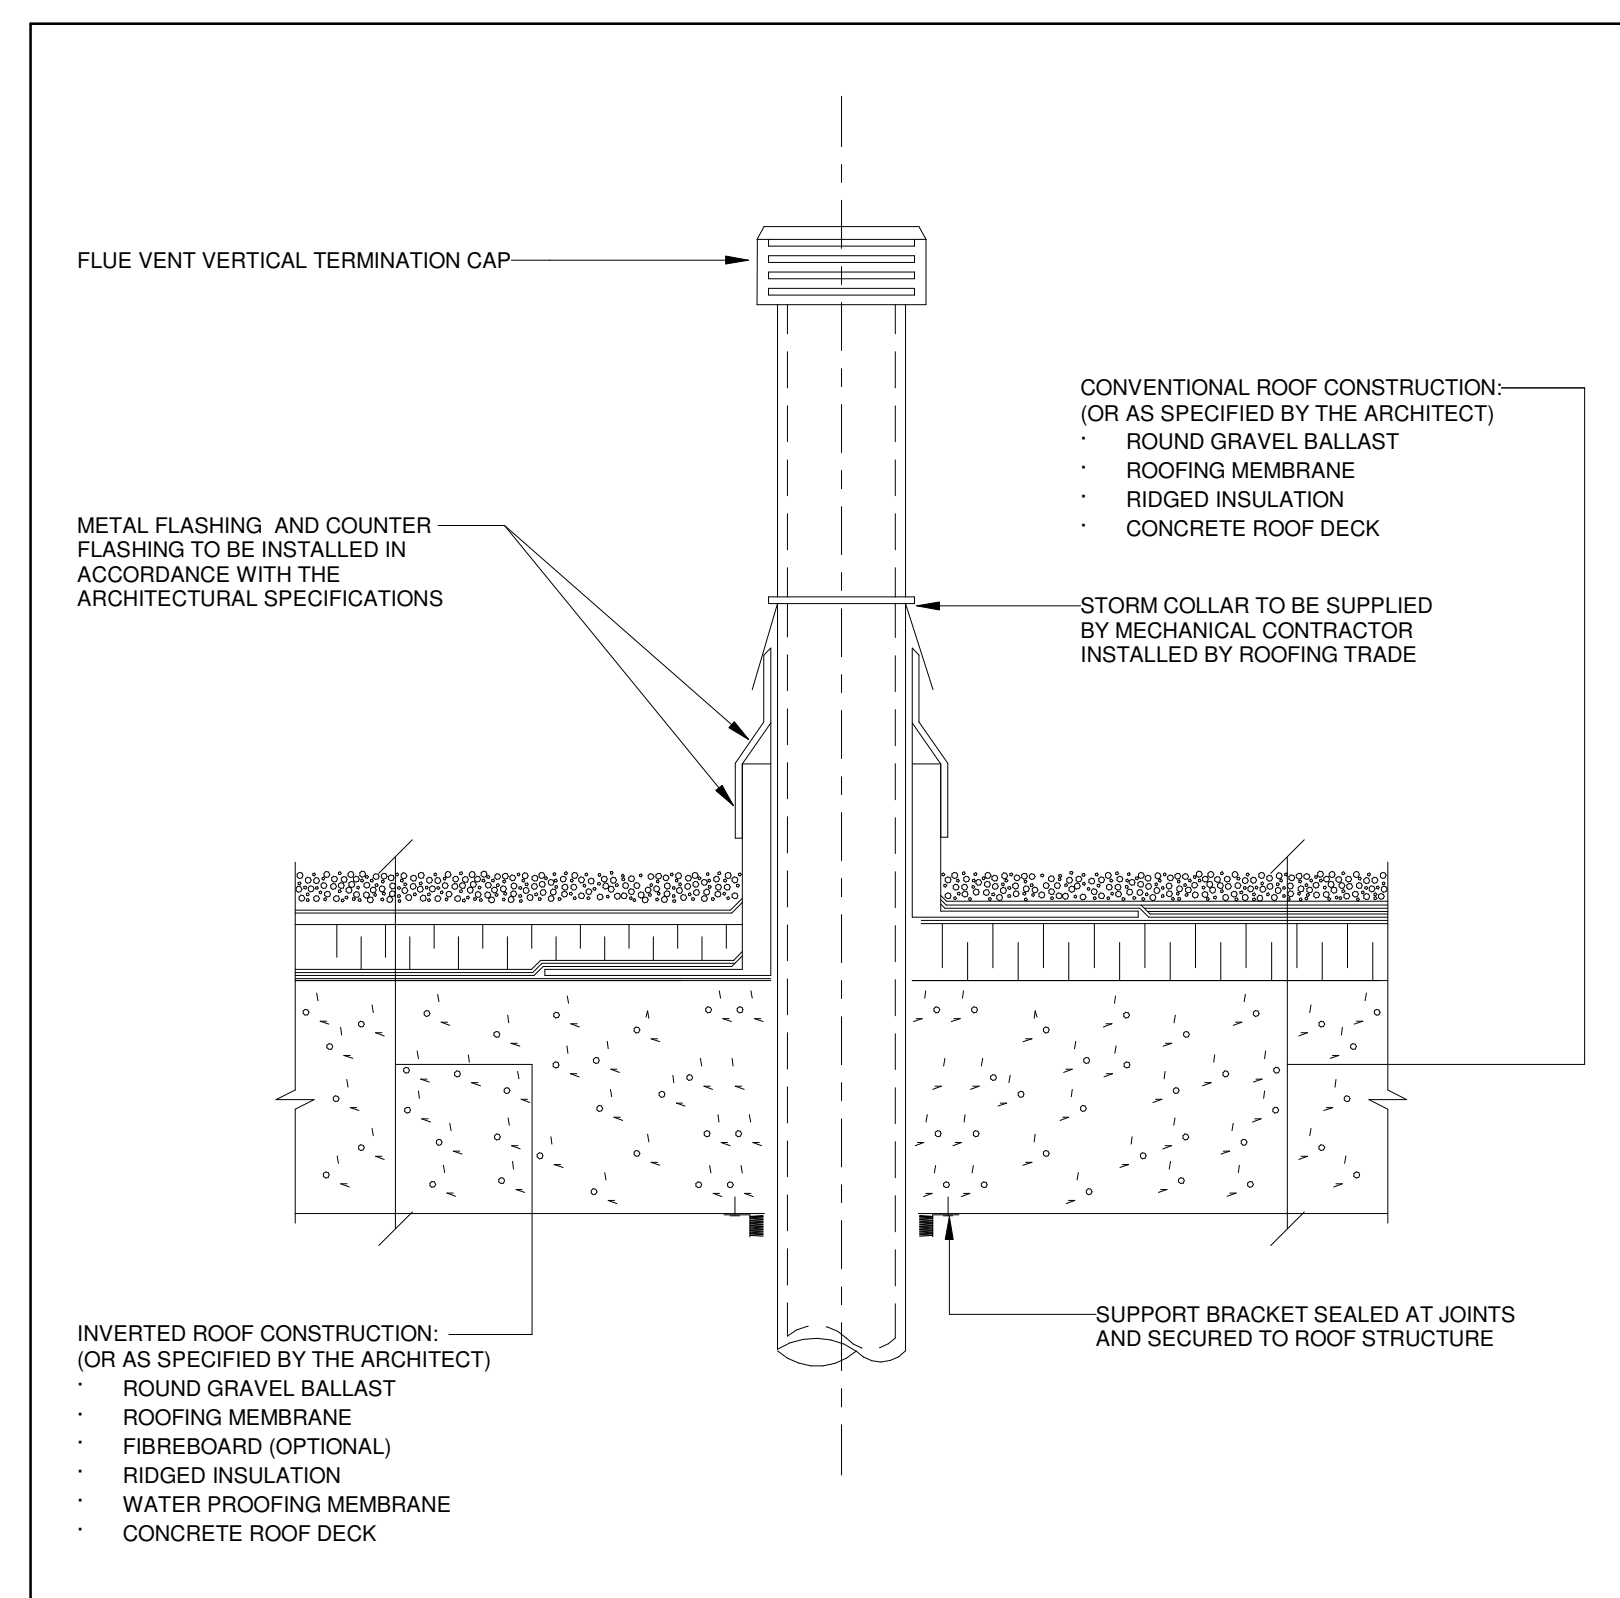 FLUE VENT VERTICAL TERMINATION CAP
CONVENTIONAL ROOF CONSTRUCTION:
(OR AS SPECIFIED BY THE ARCHITECT)
· ROUND GRAVEL BALLAST
· ROOFING MEMBRANE
· RIDGED INSULATION
· CONCRETE ROOF DECK
METAL FLASHING AND COUNTER
FLASHING TO BE INSTALLED IN
ACCORDANCE WITH THE
ARCHITECTURAL SPECIFICATIONS
STORM COLLAR TO BE SUPPLIED
BY MECHANICAL CONTRACTOR
INSTALLED BY ROOFING TRADE
SUPPORT BRACKET SEALED AT JOINTS
AND SECURED TO ROOF STRUCTURE
INVERTED ROOF CONSTRUCTION:
(OR AS SPECIFIED BY THE ARCHITECT)
· ROUND GRAVEL BALLAST
· ROOFING MEMBRANE
· FIBREBOARD (OPTIONAL)
· RIDGED INSULATION
· WATER PROOFING MEMBRANE
· CONCRETE ROOF DECK